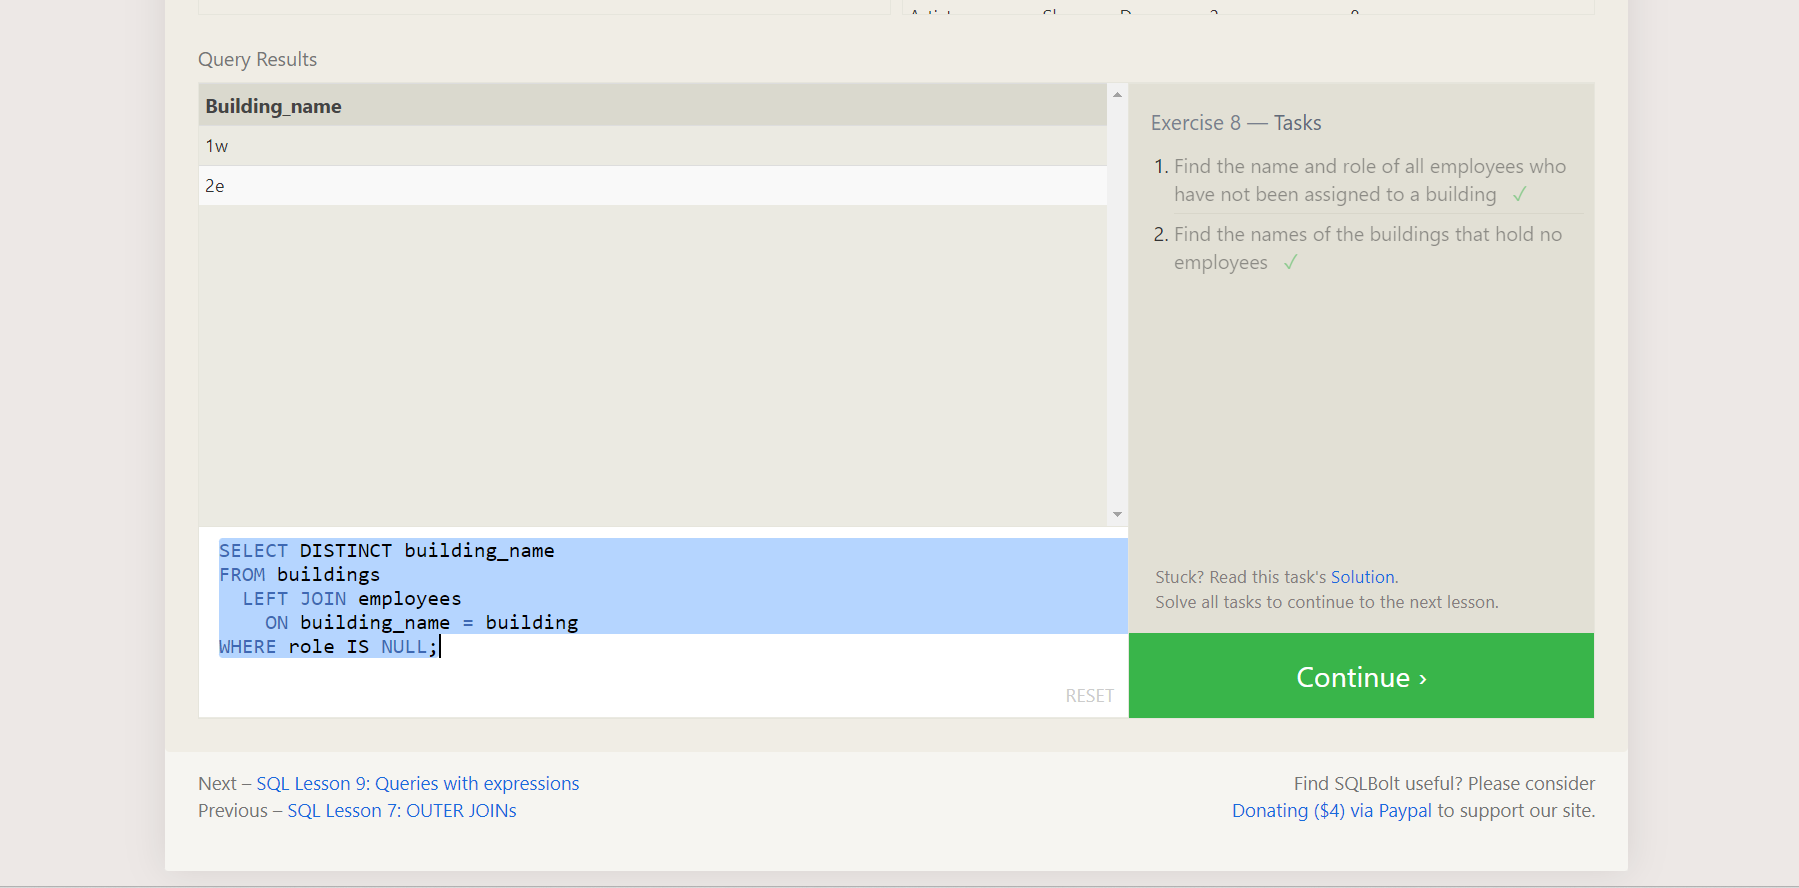 Query Results
Building_name
1w
2e
Exercise 8 — Tasks
1. Find the name and role of all employees who
have not been assigned to a building ✓
2. Find the names of the buildings that hold no
employees ✓
Stuck? Read this task's Solution.
Solve all tasks to continue to the next lesson.
SELECT DISTINCT building_name
FROM buildings
  LEFT JOIN employees
    ON building_name = building
WHERE role IS NULL;
RESET
Continue ›
Next – SQL Lesson 9: Queries with expressions
Previous – SQL Lesson 7: OUTER JOINs
Find SQLBolt useful? Please consider
Donating ($4) via Paypal to support our site.